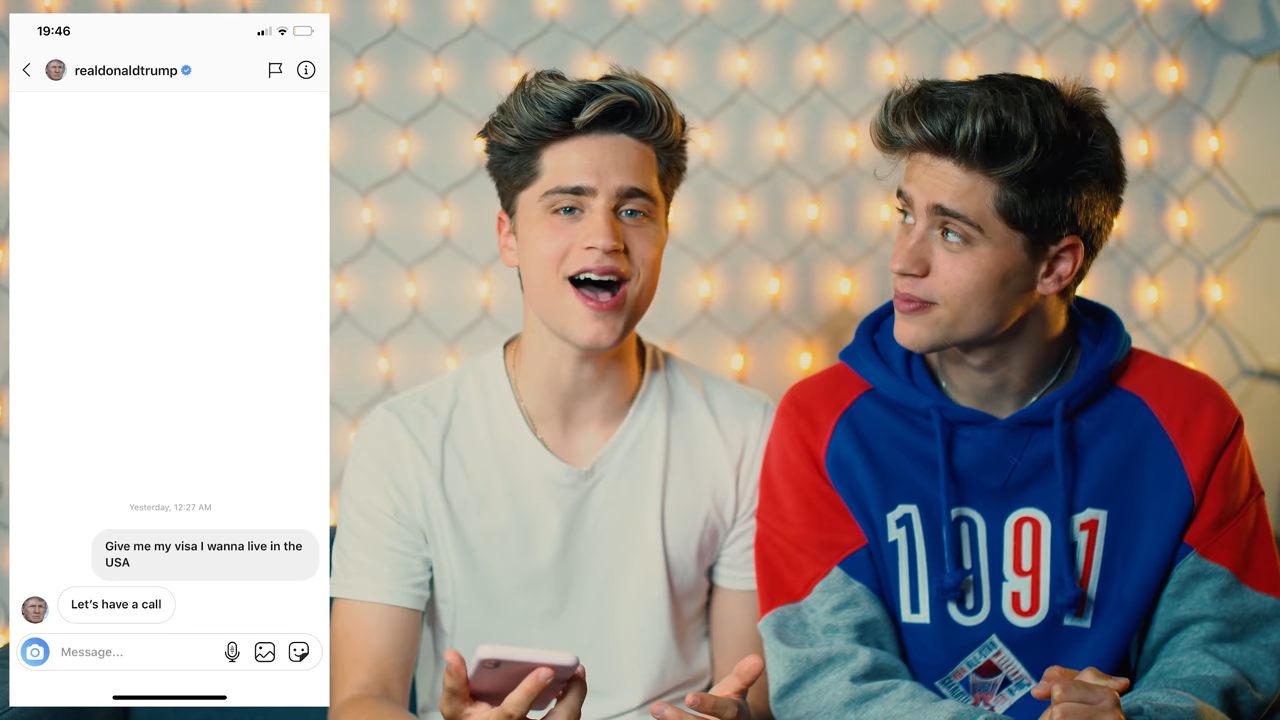 19:46
realdonaldtrump
Yesterday, 12:27 AM
Give me my visa I wanna live in the
USA
Let's have a call
Message...
1991